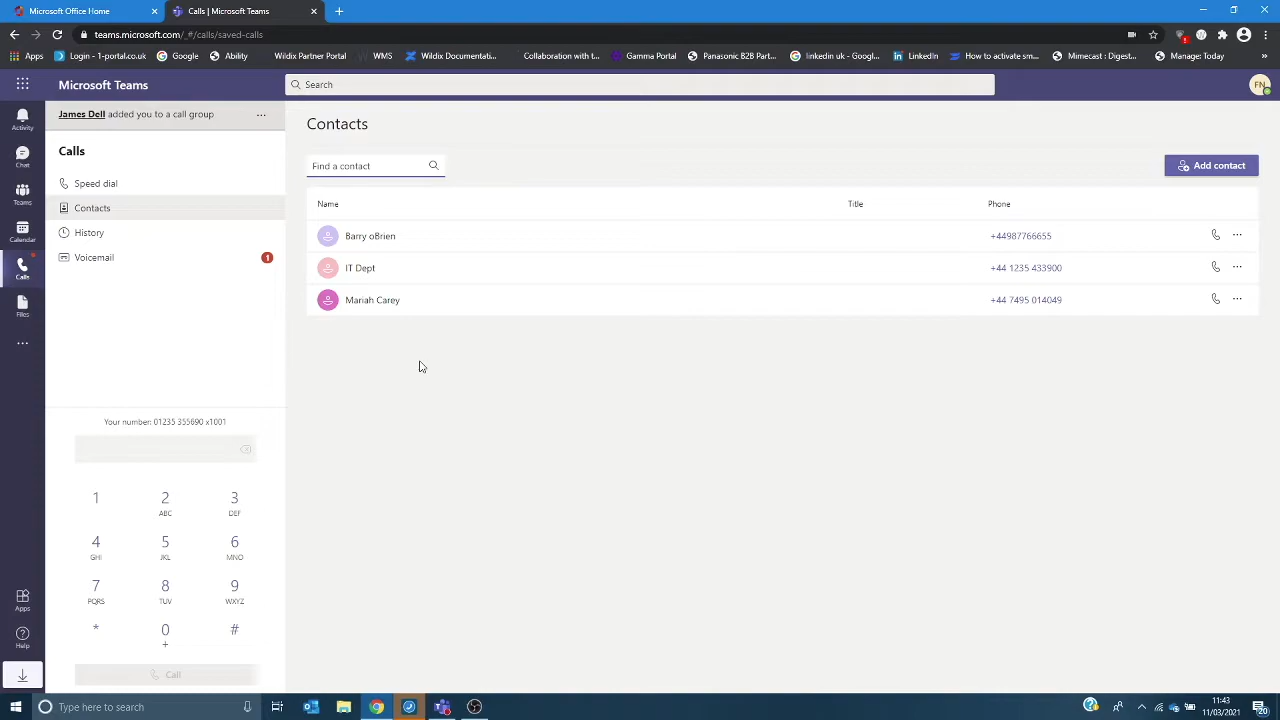 Microsoft Office Home
Calls | Microsoft Teams
teams.microsoft.com/_#/calls/saved-calls
Apps
Login - 1-portal.co.uk
Google
Ability
Wildix Partner Portal
WMS
Wildix Documentati...
Collaboration with t...
Gamma Portal
Panasonic B2B Part...
linkedin uk - Googl...
LinkedIn
How to activate sm...
Mimecast : Digest...
Manage: Today
Microsoft Teams
Search
FN
Activity
Chat
Teams
Calendar
Calls
Files
Apps
Help
James Dell added you to a call group
Calls
Speed dial
Contacts
History
Voicemail
1
Your number: 01235 355690 x1001
1
2
3
ABC
DEF
4
5
6
GHI
JKL
MNO
7
8
9
PQRS
TUV
WXYZ
*
0
#
+
Call
Contacts
Find a contact
Add contact
Name
Title
Phone
Barry oBrien
+44987766655
IT Dept
+44 1235 433900
Mariah Carey
+44 7495 014049
Type here to search
11:43
11/03/2021
20